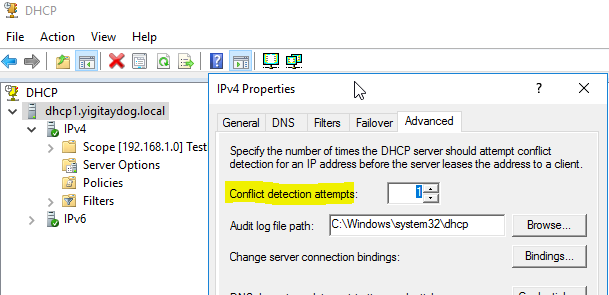 DHCP
File Action View Help
DHCP
dhcp1.yigitaydog.local
IPv4
Scope [192.168.1.0] Test
Server Options
Policies
Filters
IPv6
IPv4 Properties
? X
General DNS Filters Failover Advanced
Specify the number of times the DHCP server should attempt conflict
detection for an IP address before the server leases the address to a client.
Conflict detection attempts: 1
Audit log file path: C:\Windows\system32\dhcp Browse...
Change server connection bindings: Bindings...